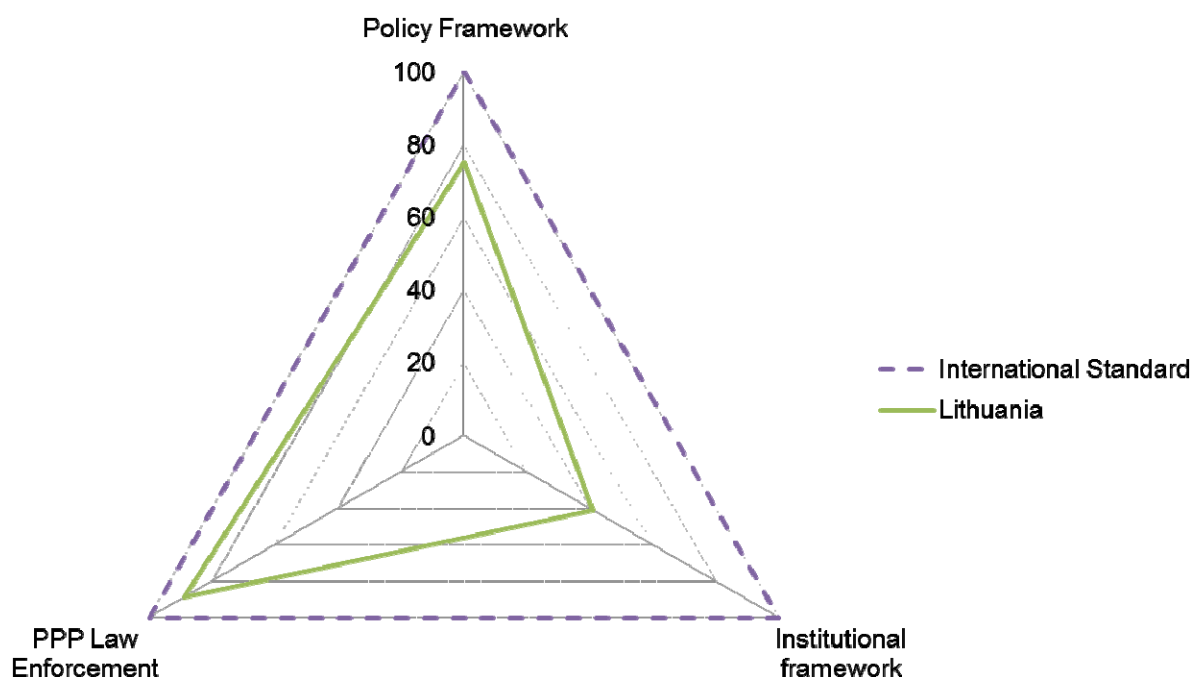 Policy Framework
100
80
60
40
20
0
International Standard
Lithuania
PPP Law
Enforcement
Institutional
framework